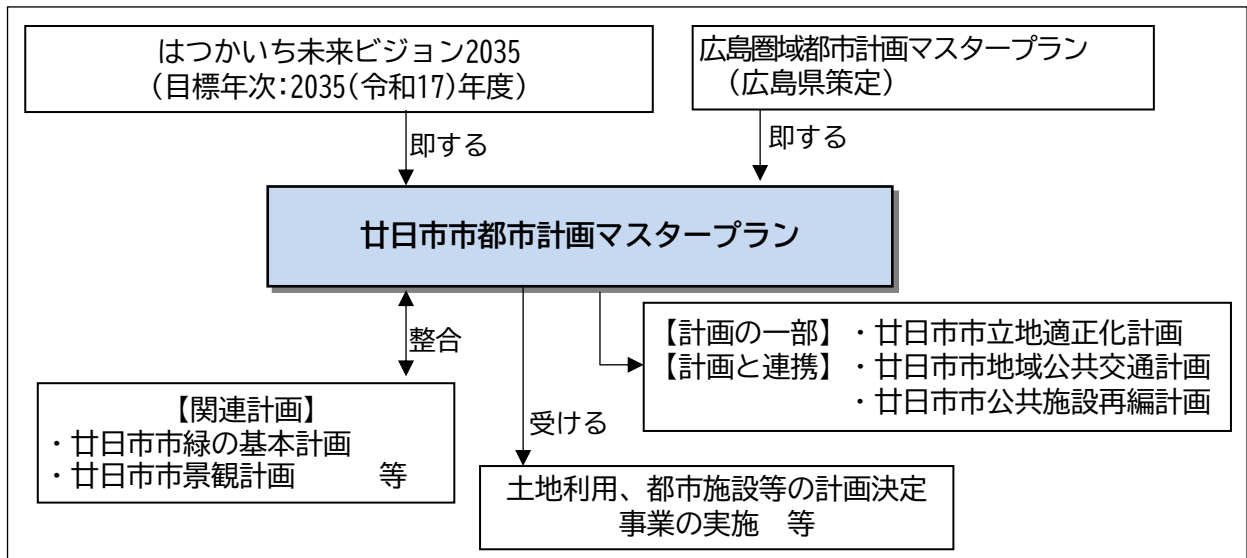 はつかいち未来ビジョン2035
(目標年次:2035(令和17)年度)
広島圏域都市計画マスタープラン
（広島県策定）
即する
即する
廿日市市都市計画マスタープラン
整合
【計画の一部】・廿日市市立地適正化計画
【計画と連携】・廿日市市地域公共交通計画
・廿日市市公共施設再編計画
【関連計画】
・廿日市市緑の基本計画
・廿日市市景観計画　　　等
受ける
土地利用、都市施設等の計画決定
事業の実施　等